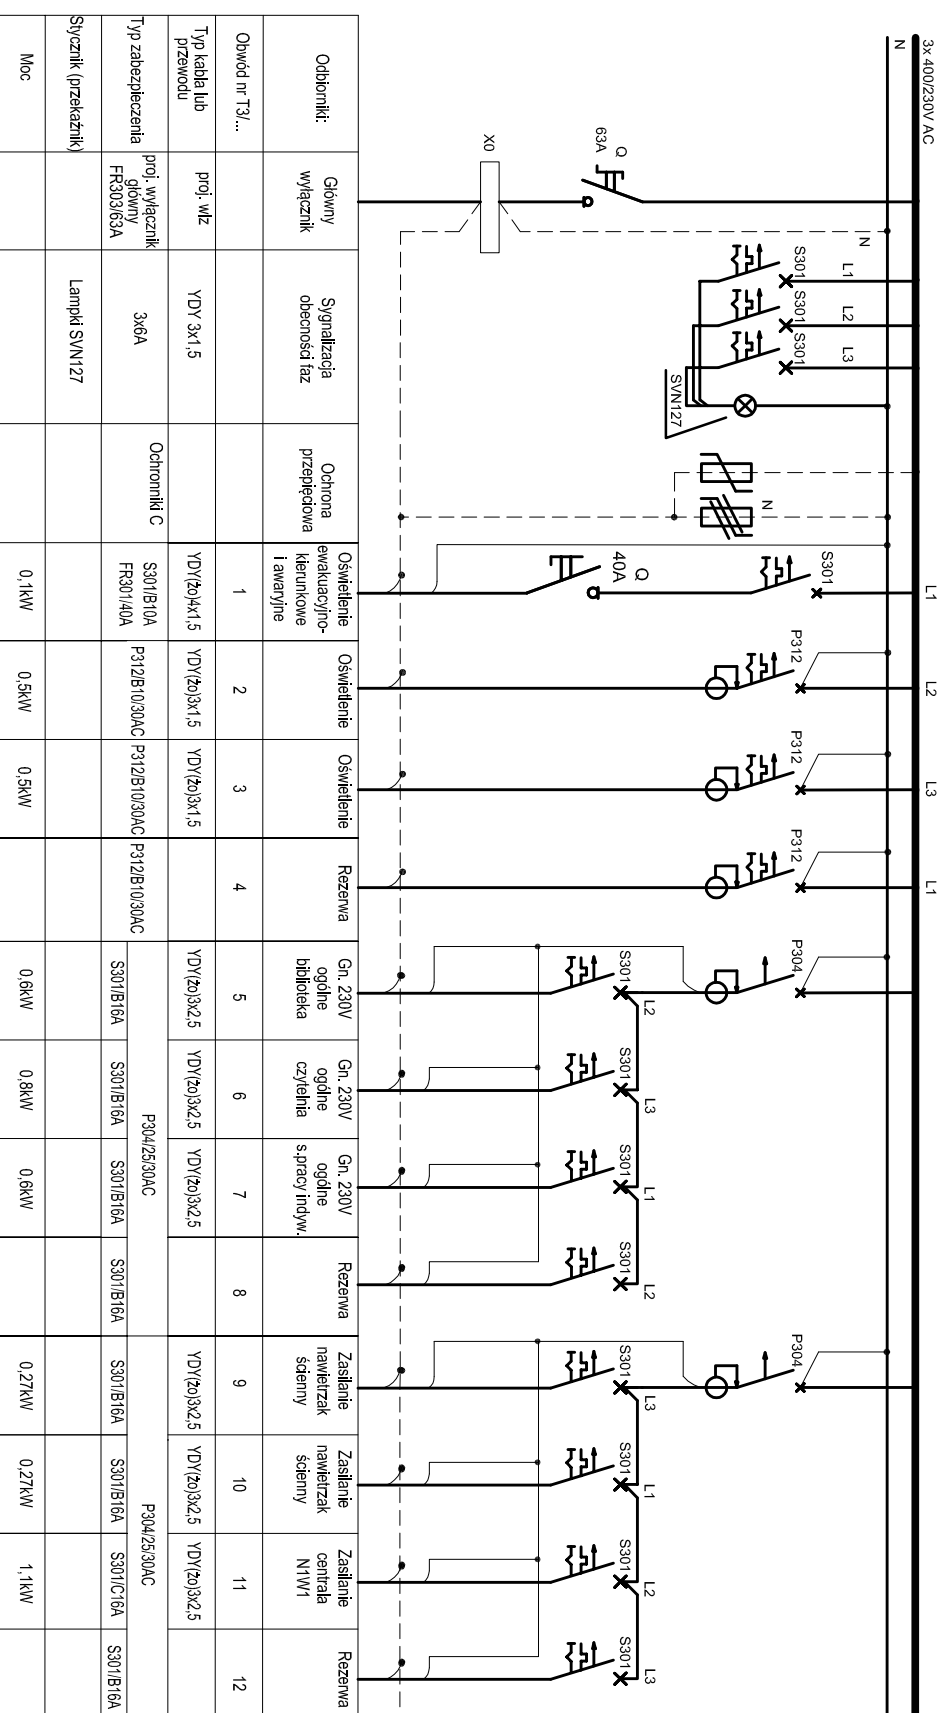 3x 400/230V AC
N
L1
L2
L3
L1
N
L1
L2
L3
S301
S301
S301
SVN127
Q
63A
X0
N
S301
Q
40A
P312
P312
P312
P304
S301
L2
S301
L3
S301
L1
S301
L2
P304
S301
L3
S301
L1
S301
L2
S301
L3
Odbiorniki:
Główny
wyłącznik
Sygnalizacja
obecności faz
Ochrona
przepięciowa
Oświetlenie
ewakuacyjno-
kierunkowe
i awaryjne
Oświetlenie
Oświetlenie
Rezerwa
Gn. 230V
ogólne
biblioteka
Gn. 230V
ogólne
czytelnia
Gn. 230V
ogólne
s.pracy indyw.
Rezerwa
Zasilanie
nawietrzak
ścienny
Zasilanie
nawietrzak
ścienny
Zasilanie
centrala
N1W1
Rezerwa
Obwód nr T3/...
1
2
3
4
5
6
7
8
9
10
11
12
Typ kabla lub
przewodu
proj. wlz
YDY 3x1,5
YDY(żo)4x1,5
YDY(żo)3x1,5
YDY(żo)3x1,5
YDY(żo)3x2,5
YDY(żo)3x2,5
YDY(żo)3x2,5
YDY(żo)3x2,5
YDY(żo)3x2,5
YDY(żo)3x2,5
Typ zabezpieczenia
proj. wyłącznik
główny
FR303/63A
3x6A
Ochronniki C
S301/B10A
FR301/40A
P312/B10/30AC
P312/B10/30AC
P312/B10/30AC
P304/25/30AC
S301/B16A
S301/B16A
S301/B16A
S301/B16A
P304/25/30AC
S301/B16A
S301/B16A
S301/C16A
S301/B16A
Stycznik (przekaźnik)
Lampki SVN127
Moc
0,1kW
0,5kW
0,5kW
0,6kW
0,8kW
0,6kW
0,27kW
0,27kW
1,1kW